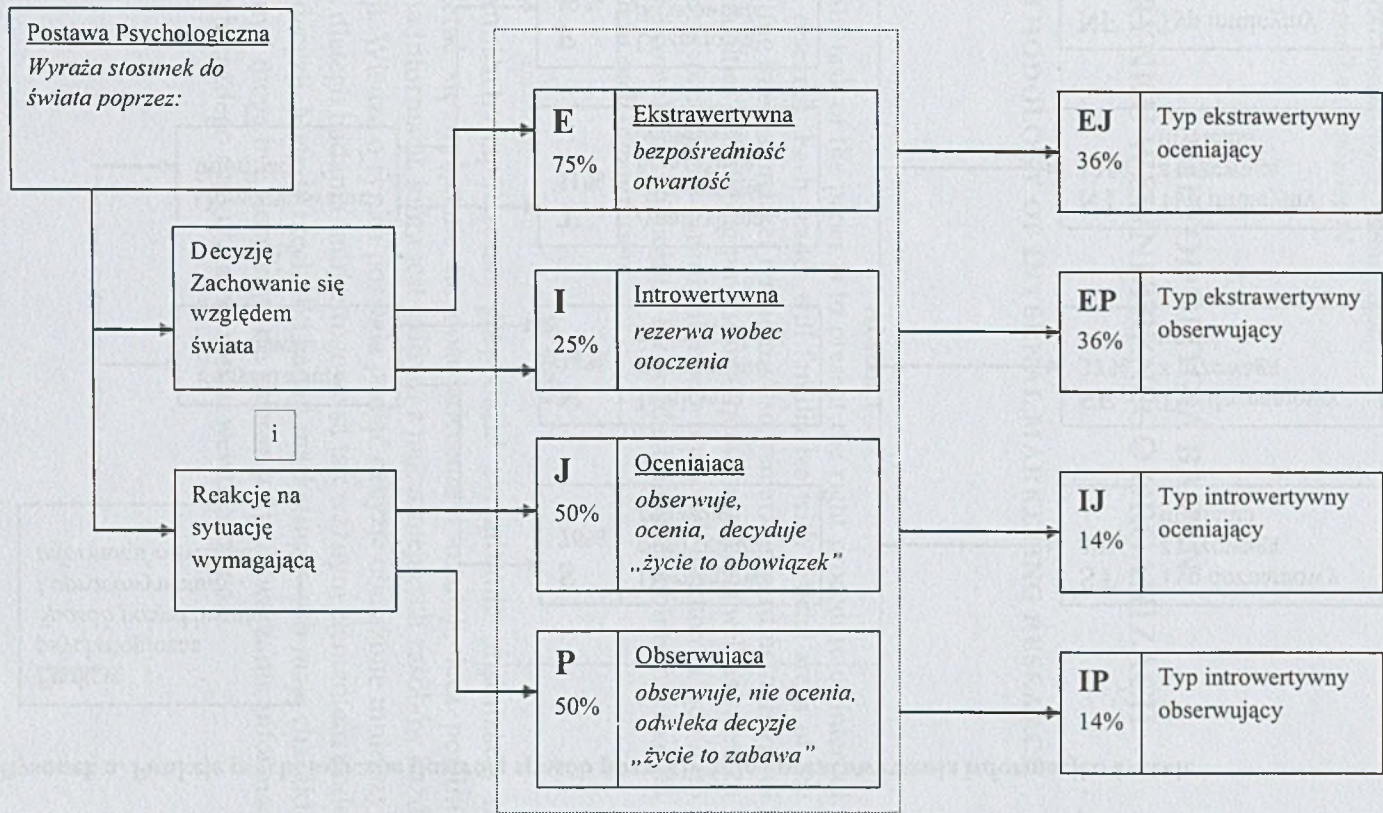 Postawa Psychologiczna
Wyraża stosunek do
świata poprzez:
Decyzję
Zachowanie się
względem
świata
i
Reakcję na
sytuację
wymagającą
E
75%
Ekstrawertywna
bezpośredniość
otwartość
I
25%
Introwertywna
rezerwa wobec
otoczenia
J
50%
Oceniajaca
obserwuje,
ocenia, decyduje
„życie to obowiązek”
P
50%
Obserwujaca
obserwuje, nie ocenia,
odwleka decyzje
„życie to zabawa”
EJ
36%
Typ ekstrawertywny
oceniający
EP
36%
Typ ekstrawertywny
obserwujący
IJ
14%
Typ introwertywny
oceniający
IP
14%
Typ introwertywny
obserwujący